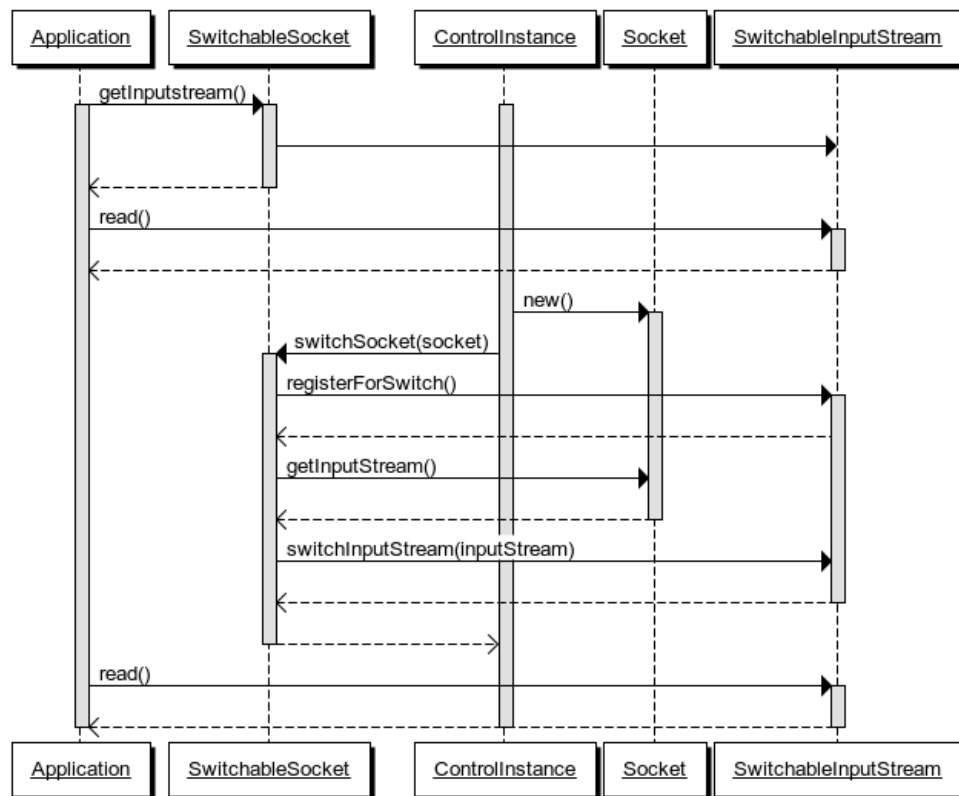 Application
SwitchableSocket
ControlInstance
Socket
SwitchableInputStream
getInputstream()
read()
new()
switchSocket(socket)
registerForSwitch()
getInputStream()
switchInputStream(inputStream)
read()
Application
SwitchableSocket
ControlInstance
Socket
SwitchableInputStream